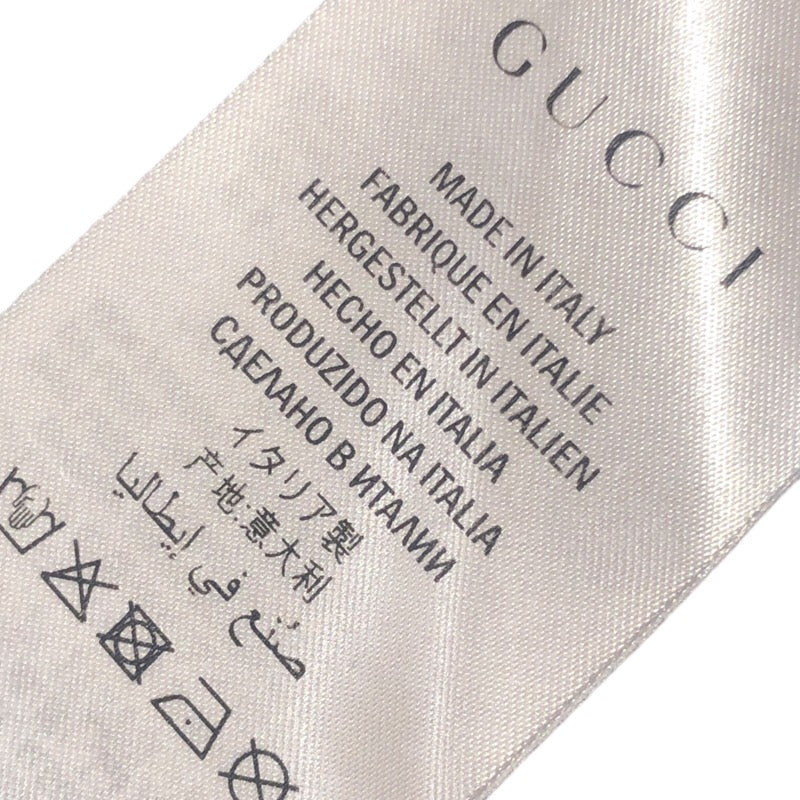 GUCCI
MADE IN ITALY
FABRIQUE EN ITALIE
HERGESTELLT IN ITALIEN
HECHO EN ITALIA
PRODUZIDO NA ITALIA
СДЕЛАНО В ИТАЛИИ
イタリア製
产地:意大利
صنع في إيطاليا